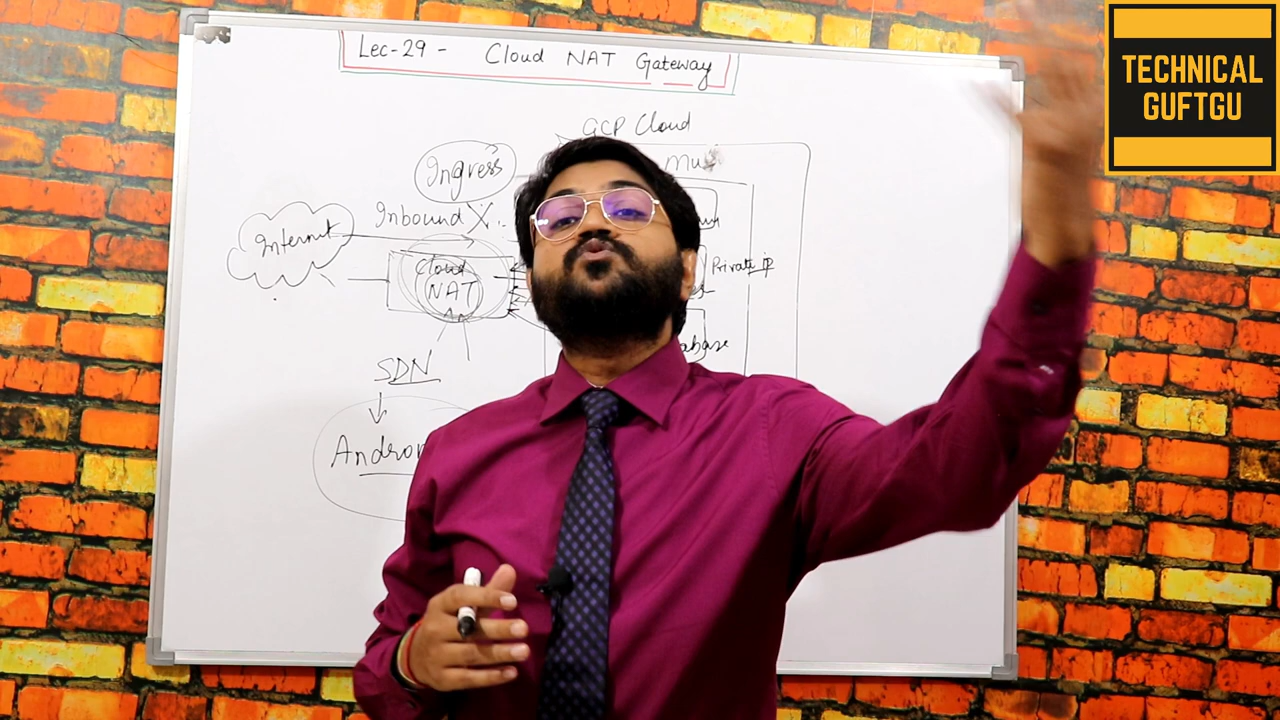 Lec-29 - Cloud NAT Gateway
TECHNICAL
GUFTGU
GCP Cloud
Ingress
Inbound X
Internet
Cloud
NAT
Private ip
SDN